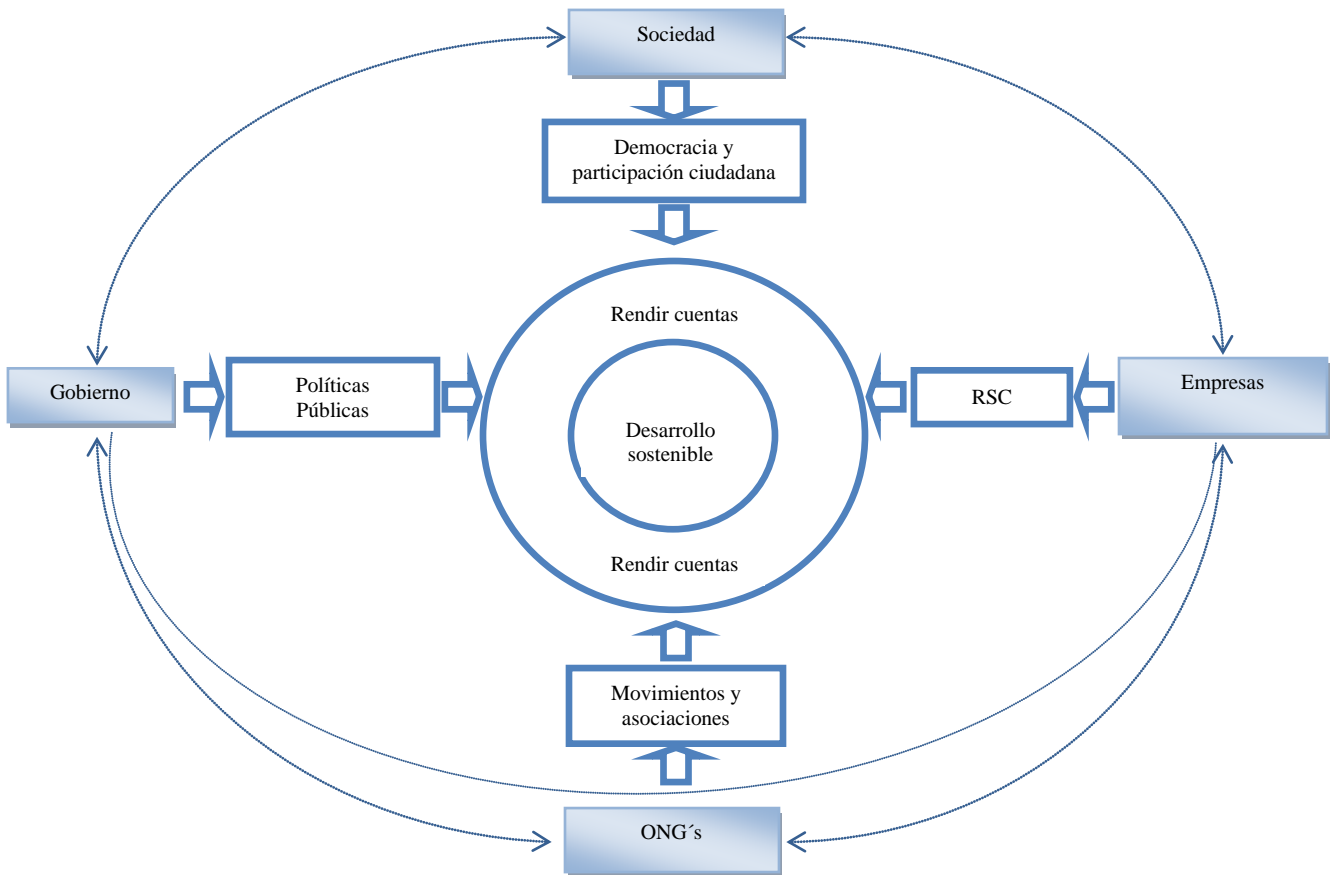 Sociedad
Democracia y
participación ciudadana
Rendir cuentas
Gobierno
Políticas
Públicas
Desarrollo
sostenible
RSC
Empresas
Rendir cuentas
Movimientos y
asociaciones
ONG´s